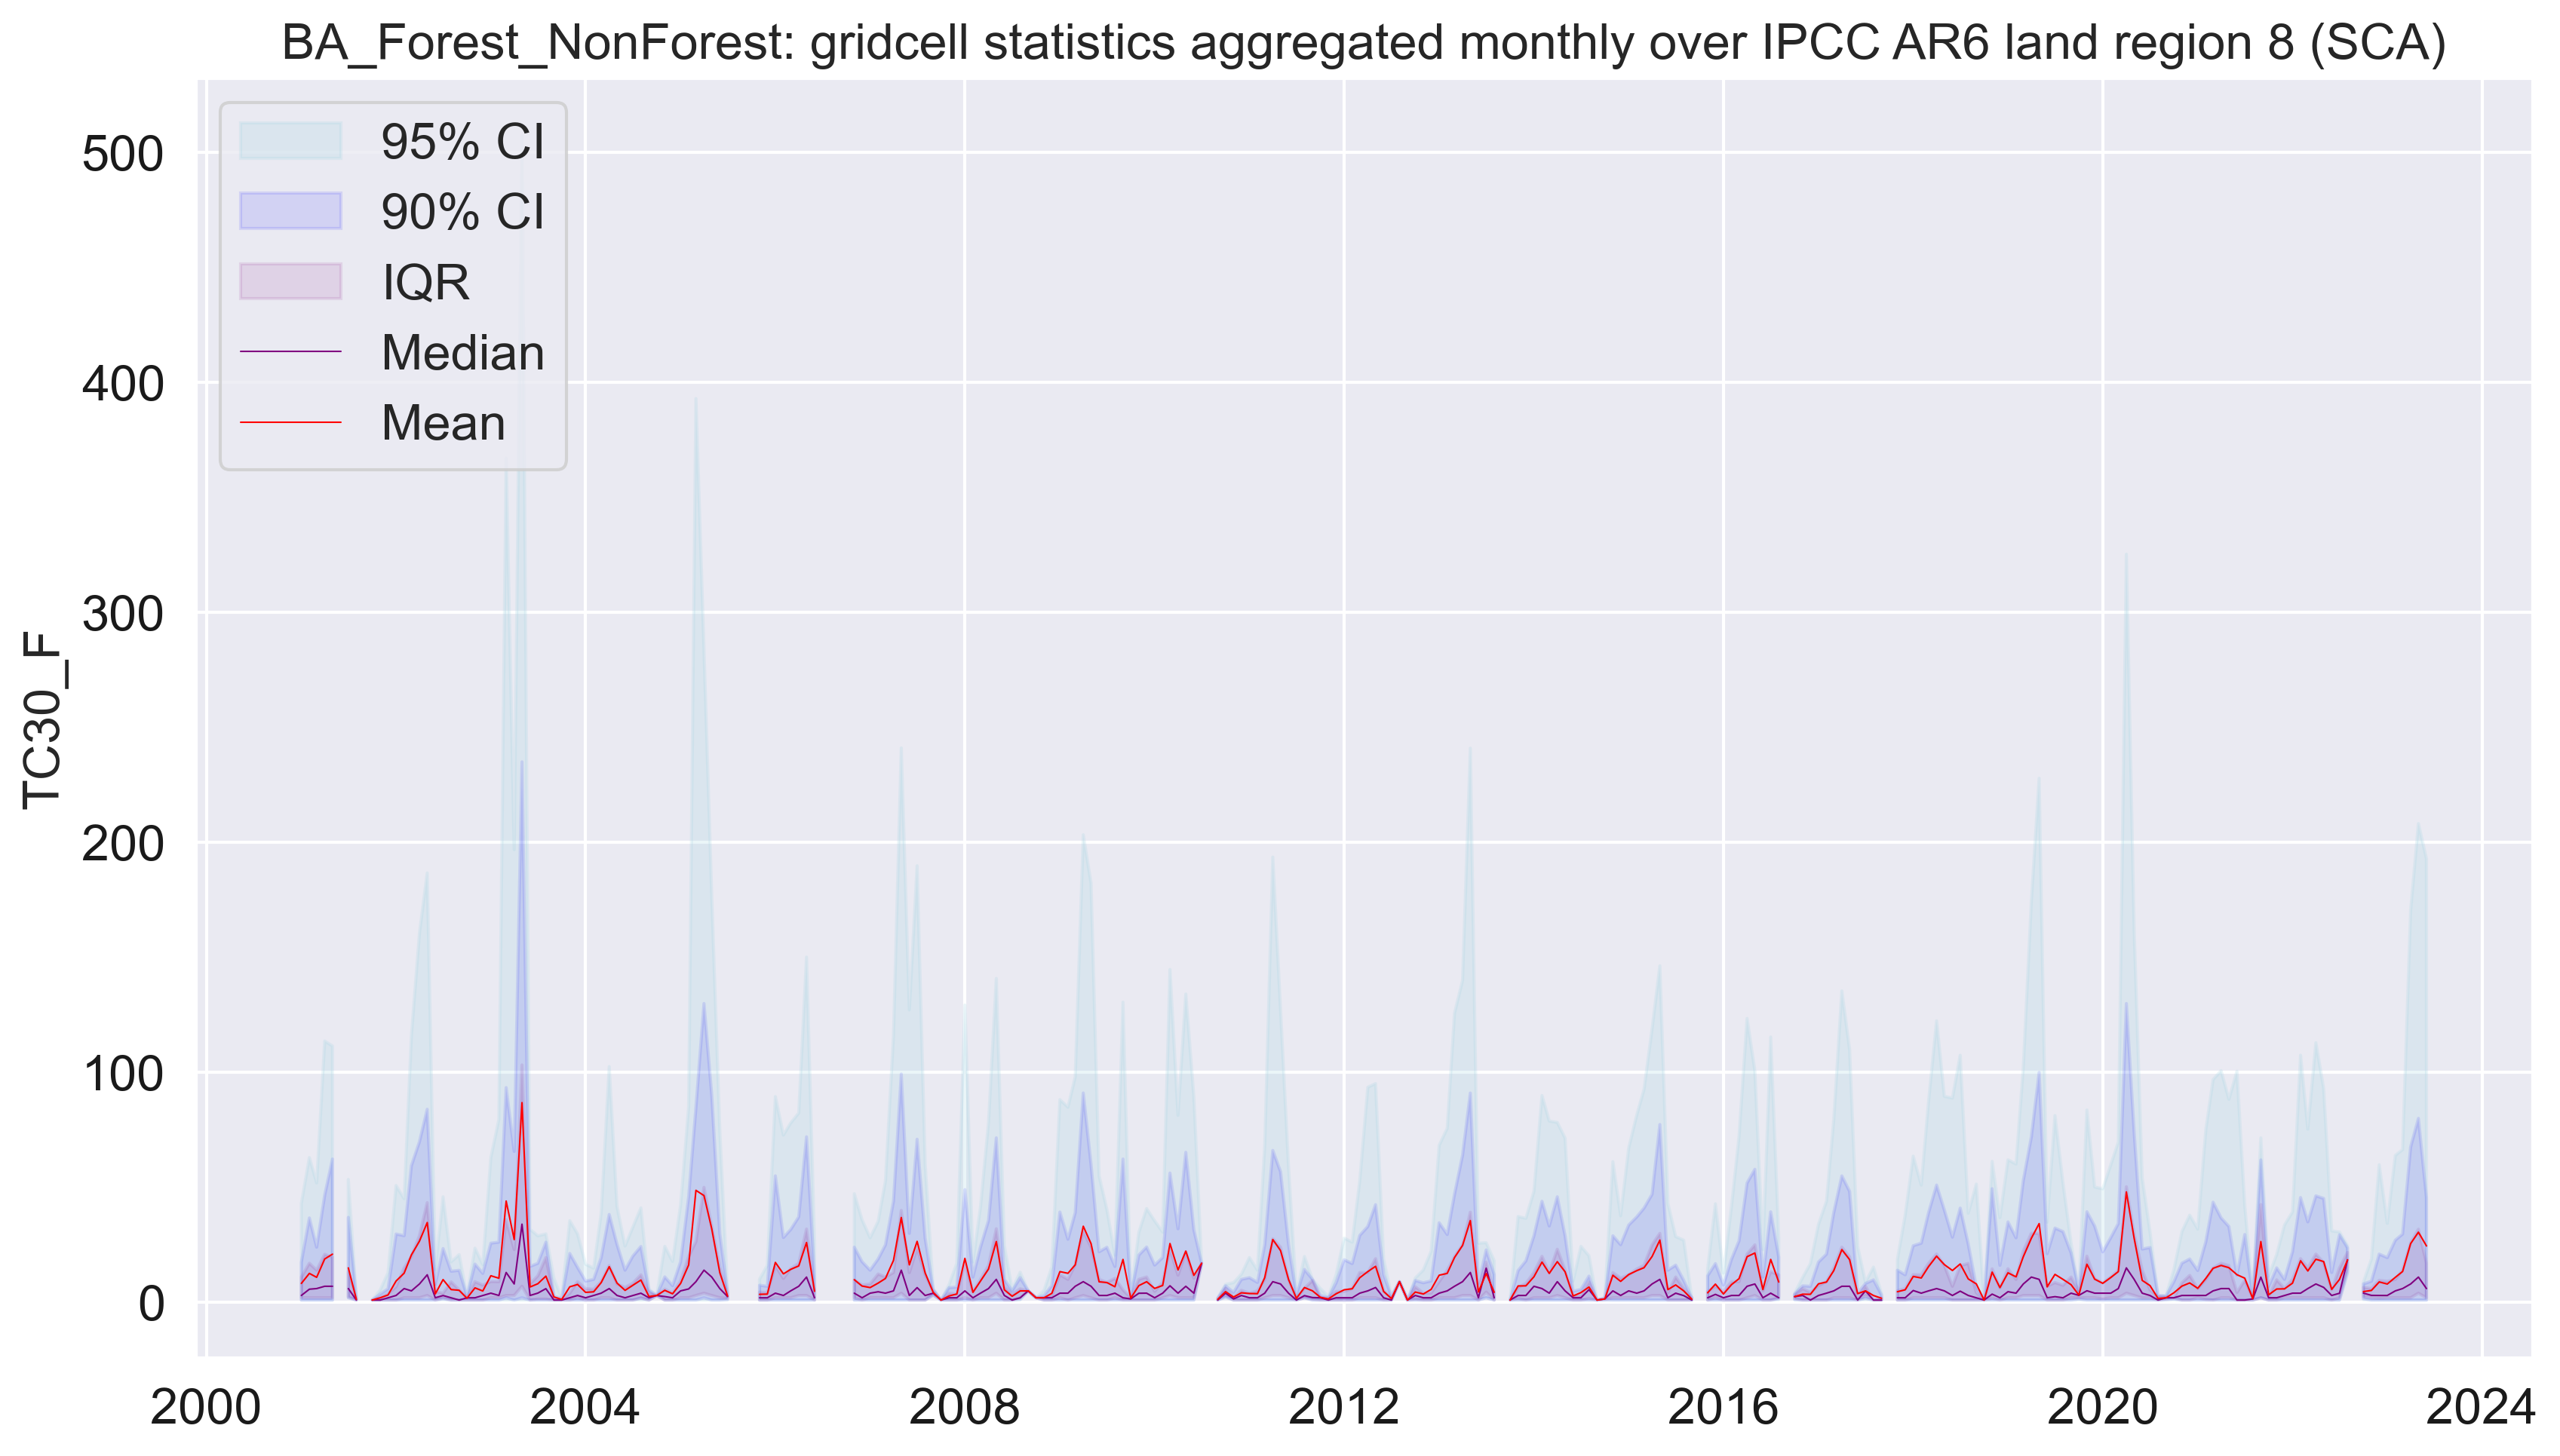 BA_Forest_NonForest: gridcell statistics aggregated monthly over IPCC AR6 land region 8 (SCA)
95% CI
90% CI
IQR
Median
Mean
TC30_F
500
400
300
200
100
0
2000
2004
2008
2012
2016
2020
2024